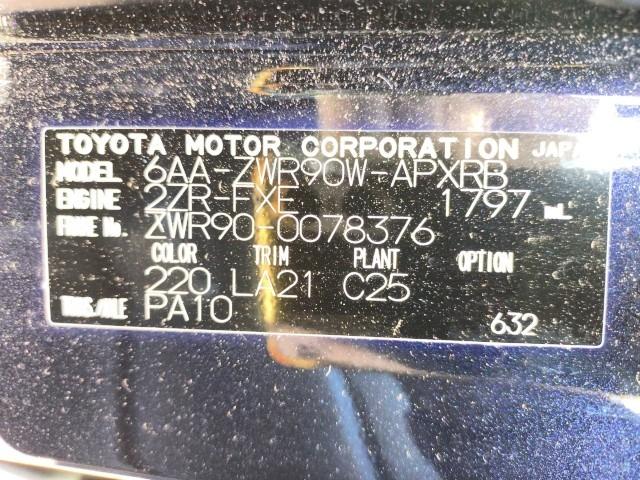 TOYOTA MOTOR CORPORATION JAPAN
MODEL 6AA-ZWR90W-APXRB
ENGINE 2ZR-FXE 1797 mL
FRAME No. ZWR90-0078376
COLOR TRIM PLANT OPTION
220 LA21 C25
TRANS/AXLE PA10 632